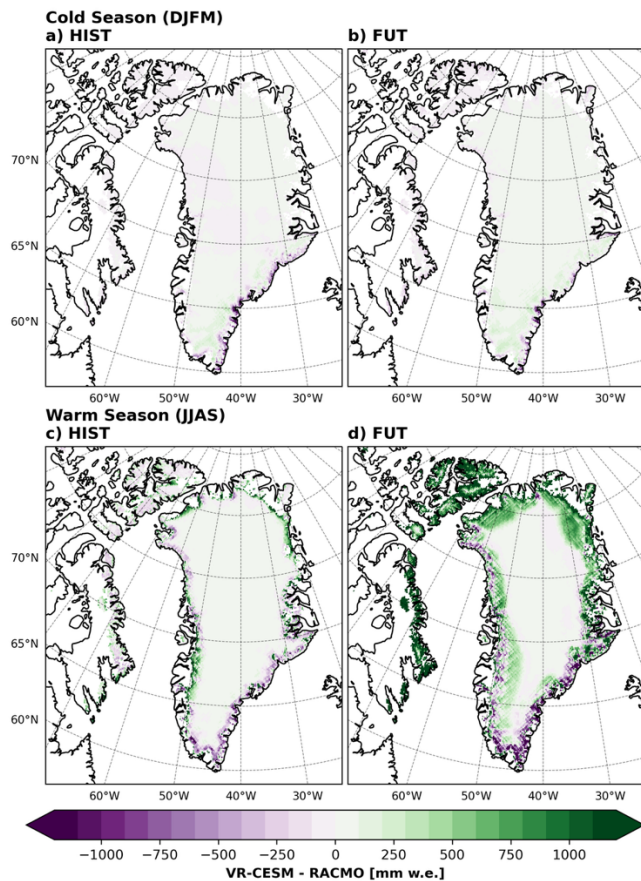 Cold Season (DJFM)
a) HIST
b) FUT
70°N
65°N
60°N
60°W 50°W 40°W 30°W 60°W 50°W 40°W 30°W
Warm Season (JJAS)
c) HIST
d) FUT
70°N
65°N
60°N
60°W 50°W 40°W 30°W 60°W 50°W 40°W 30°W
−1000 −750 −500 −250 0 250 500 750 1000
VR-CESM - RACMO [mm w.e.]